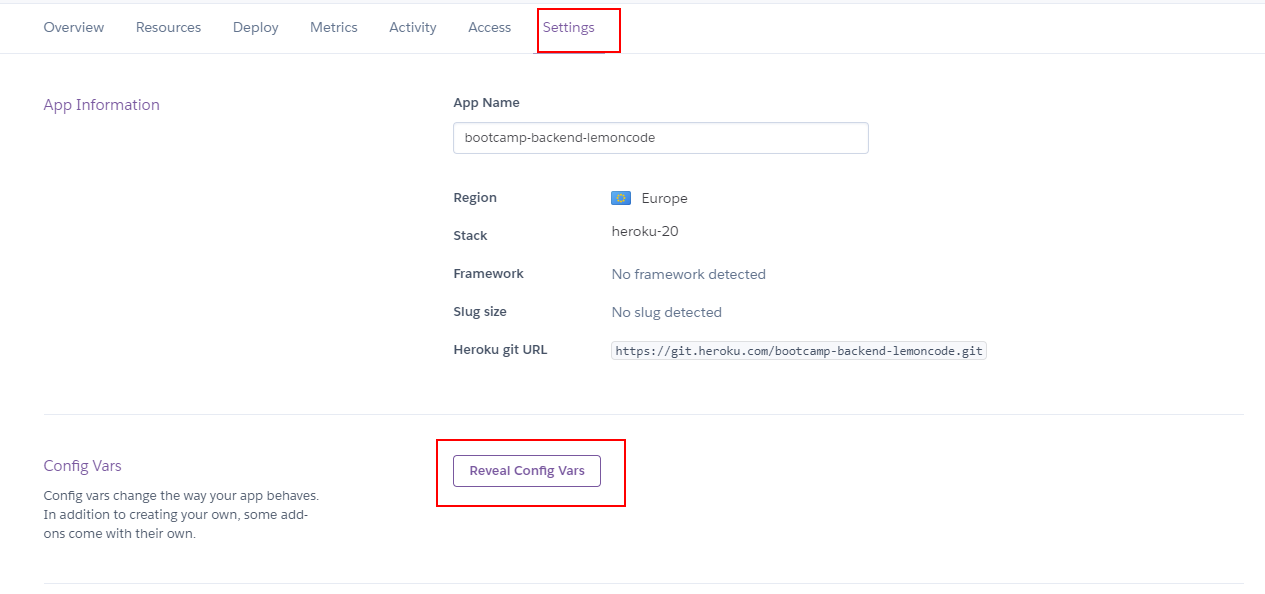 Overview Resources Deploy Metrics Activity Access Settings
App Information
App Name
bootcamp-backend-lemoncode
Region Europe
Stack heroku-20
Framework No framework detected
Slug size No slug detected
Heroku git URL https://git.heroku.com/bootcamp-backend-lemoncode.git
Config Vars
Config vars change the way your app behaves.
In addition to creating your own, some add-
ons come with their own.
Reveal Config Vars